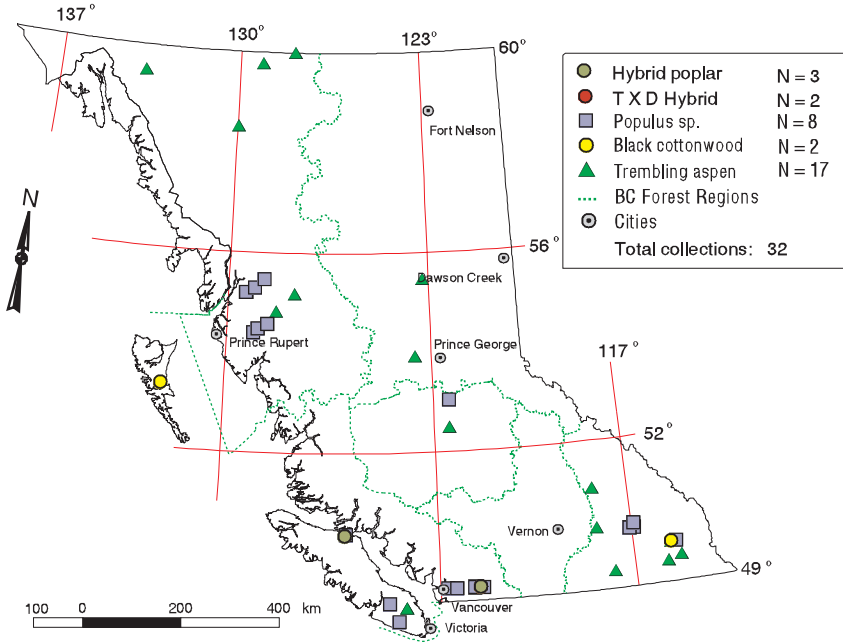 137°
130°
123°
60°
Hybrid poplar N = 3
T X D Hybrid N = 2
Populus sp. N = 8
Black cottonwood N = 2
Trembling aspen N = 17
BC Forest Regions
Cities
Total collections: 32
Fort Nelson
N
56°
Dawson Creek
Prince Rupert
Prince George
117°
52°
Vernon
49°
Vancouver
Victoria
100 0 200 400 km